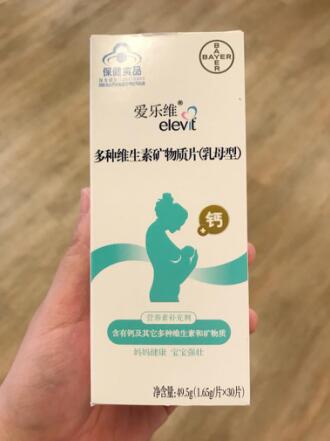 保健食品
BAYER
BAYER
爱乐维®
elevit
多种维生素矿物质片(乳母型)
钙
+
营养素补充剂
含有钙及其它多种维生素和矿物质
妈妈健康 宝宝强壮
净含量:49.5g(1.65g/片×30片)